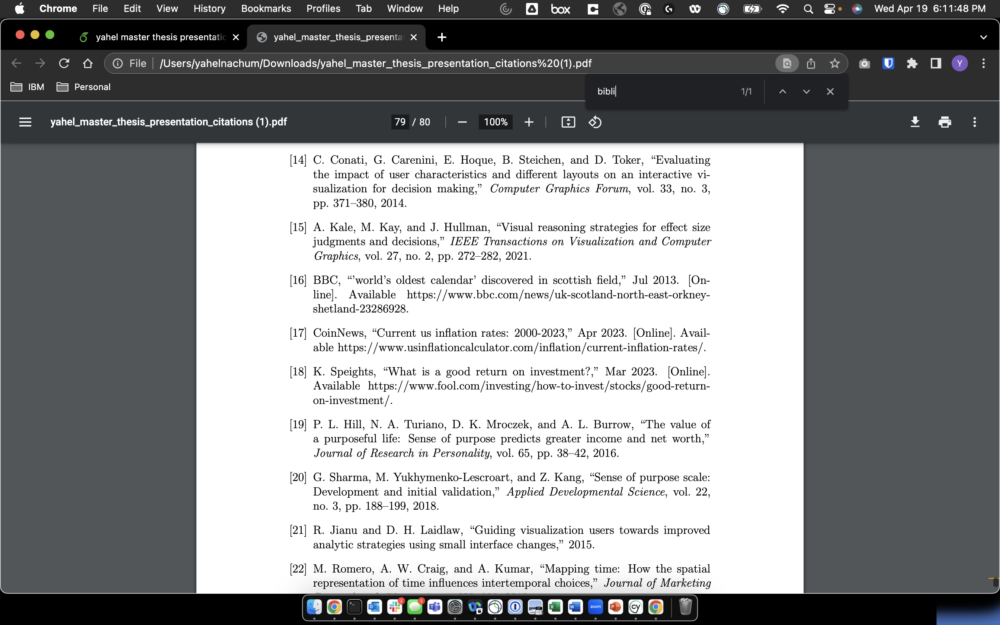 Chrome File Edit View History Bookmarks Profiles Tab Window Help box Wed Apr 19 6:11:48 PM
yahel master thesis presentatio yahel_master_thesis_presenta
File /Users/yahelnachum/Downloads/yahel_master_thesis_presentation_citations%20(1).pdf Y
IBM Personal
bibli 1/1
yahel_master_thesis_presentation_citations (1).pdf 79 / 80 100%
[14] C. Conati, G. Carenini, E. Hoque, B. Steichen, and D. Toker, “Evaluating
the impact of user characteristics and different layouts on an interactive vi-
sualization for decision making,” Computer Graphics Forum, vol. 33, no. 3,
pp. 371–380, 2014.
[15] A. Kale, M. Kay, and J. Hullman, “Visual reasoning strategies for effect size
judgments and decisions,” IEEE Transactions on Visualization and Computer
Graphics, vol. 27, no. 2, pp. 272–282, 2021.
[16] BBC, “’world’s oldest calendar’ discovered in scottish field,” Jul 2013. [On-
line]. Available https://www.bbc.com/news/uk-scotland-north-east-orkney-
shetland-23286928.
[17] CoinNews, “Current us inflation rates: 2000-2023,” Apr 2023. [Online]. Avail-
able https://www.usinflationcalculator.com/inflation/current-inflation-rates/.
[18] K. Speights, “What is a good return on investment?,” Mar 2023. [Online].
Available https://www.fool.com/investing/how-to-invest/stocks/good-return-
on-investment/.
[19] P. L. Hill, N. A. Turiano, D. K. Mroczek, and A. L. Burrow, “The value of
a purposeful life: Sense of purpose predicts greater income and net worth,”
Journal of Research in Personality, vol. 65, pp. 38–42, 2016.
[20] G. Sharma, M. Yukhymenko-Lescroart, and Z. Kang, “Sense of purpose scale:
Development and initial validation,” Applied Developmental Science, vol. 22,
no. 3, pp. 188–199, 2018.
[21] R. Jianu and D. H. Laidlaw, “Guiding visualization users towards improved
analytic strategies using small interface changes,” 2015.
[22] M. Romero, A. W. Craig, and A. Kumar, “Mapping time: How the spatial
representation of time influences intertemporal choices,” Journal of Marketing
2 2 zoom CY